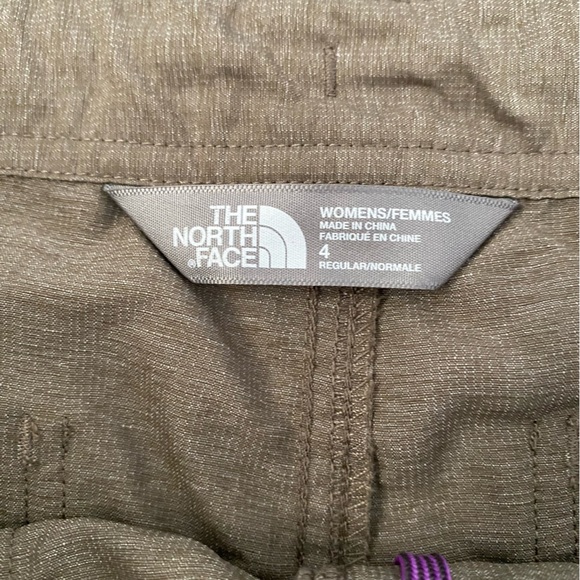 THE
NORTH
FACE
WOMENS/FEMMES
MADE IN CHINA
FABRIQUÉ EN CHINE
4
REGULAR/NORMALE